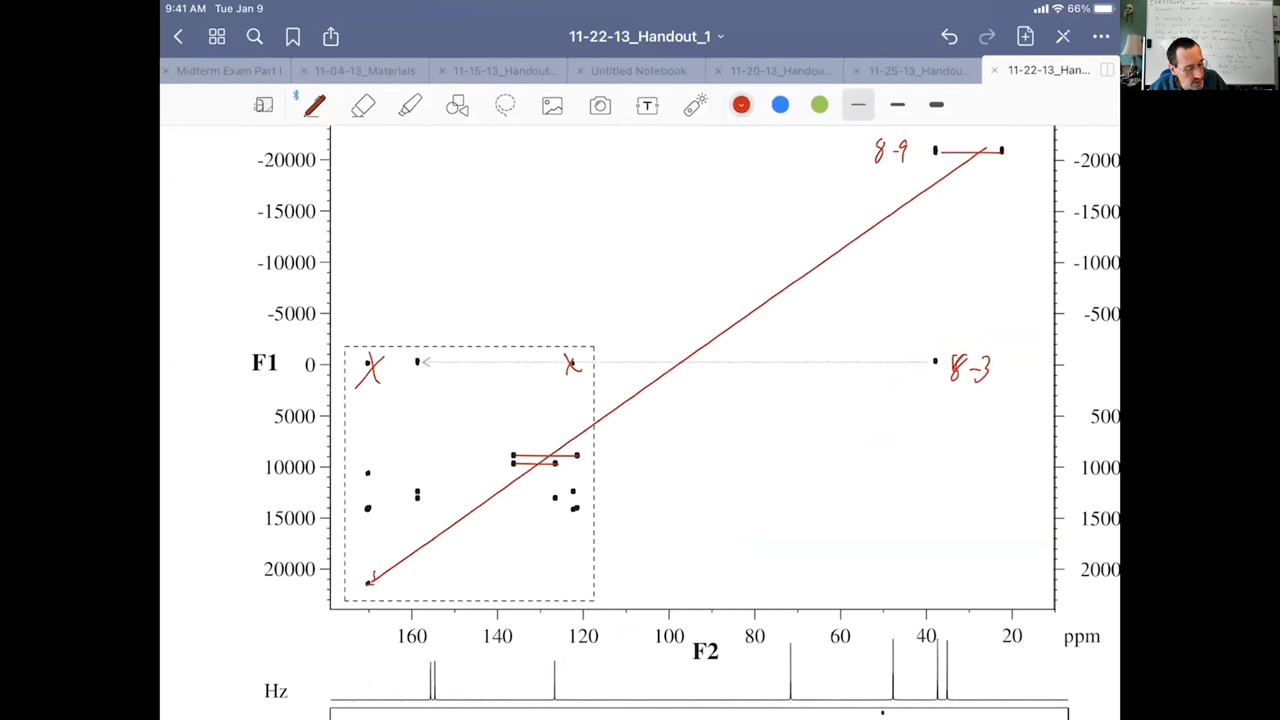 9:41 AM Tue Jan 9
66%
11-22-13_Handout_1
Midterm Exam Part I
11-04-13_Materials
11-15-13_Handout...
Untitled Notebook
11-20-13_Handou...
11-25-13_Handou...
11-22-13_Han...
T
8-9
-20000
-2000
-15000
-1500
-10000
-1000
-5000
-500
F1
0
0
X
X
8-3
5000
500
10000
1000
15000
1500
20000
2000
160
140
120
100
80
60
40
20
ppm
F2
Hz